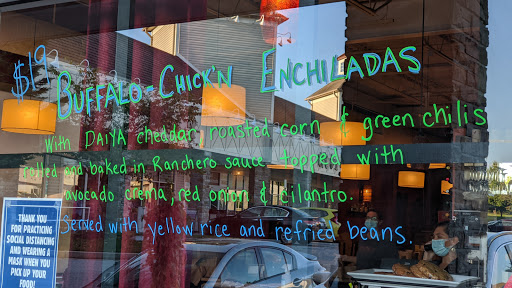 $19
BUFFALO-CHICK'N ENCHILADAS
With DAIYA cheddar, roasted corn & green chilis
rolled and baked in Ranchero sauce topped with
avocado crema, red onion & cilantro.
Served with yellow rice and refried beans.
THANK YOU
FOR PRACTICING
SOCIAL DISTANCING
AND WEARING A
MASK WHEN YOU
PICK UP YOUR
FOOD!